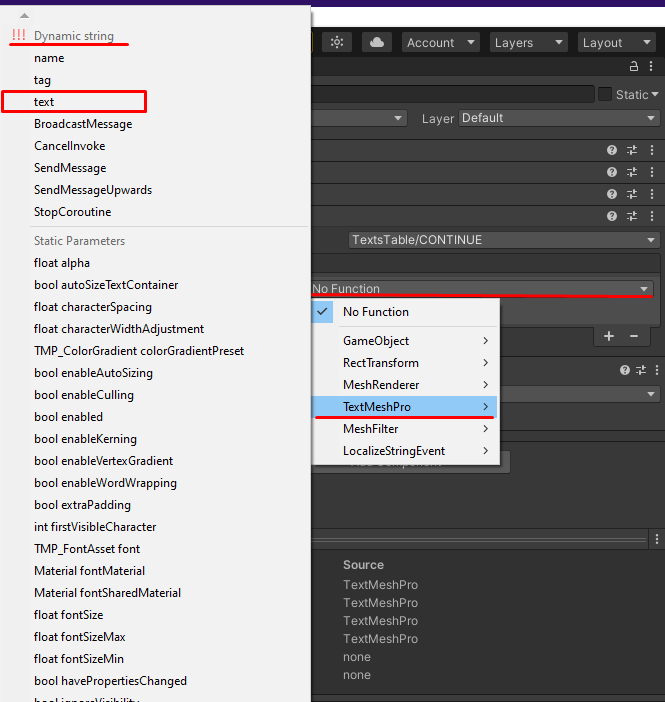 !!! Dynamic string
name
tag
text
BroadcastMessage
CancelInvoke
SendMessage
SendMessageUpwards
StopCoroutine
Static Parameters
float alpha
bool autoSizeTextContainer
float characterSpacing
float characterWidthAdjustment
TMP_ColorGradient colorGradientPreset
bool enableAutoSizing
bool enableCulling
bool enabled
bool enableKerning
bool enableVertexGradient
bool enableWordWrapping
bool extraPadding
int firstVisibleCharacter
TMP_FontAsset font
Material fontMaterial
Material fontSharedMaterial
float fontSize
float fontSizeMax
float fontSizeMin
bool havePropertiesChanged
bool ignoreVisibility
Account Layers Layout
Static
Layer Default
TextsTable/CONTINUE
No Function
No Function
GameObject
RectTransform
MeshRenderer
TextMeshPro
MeshFilter
LocalizeStringEvent
Source
TextMeshPro
TextMeshPro
TextMeshPro
TextMeshPro
none
none